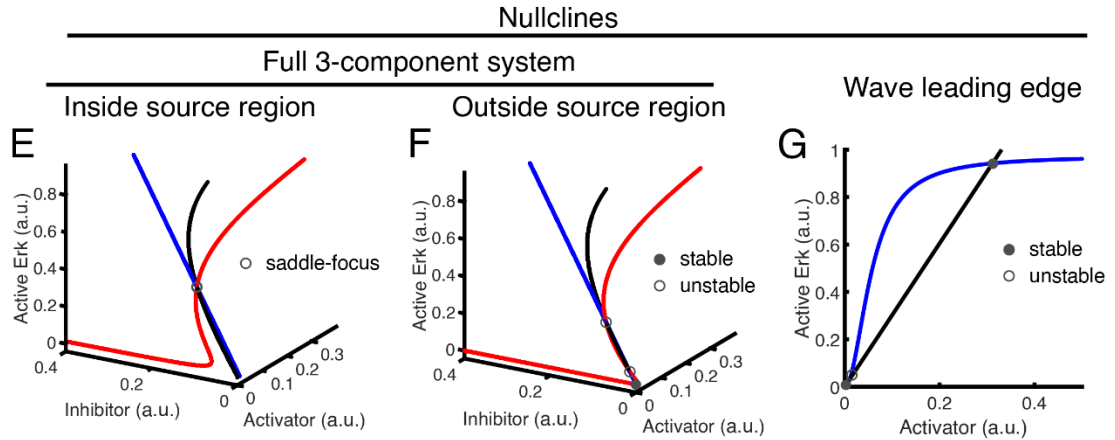 Nullclines
Full 3-component system
Inside source region
Outside source region
Wave leading edge
E
Active Erk (a.u.)
0.8
0.6
0.4
0.2
0
0.4
0.2
0
Inhibitor (a.u.)
0
0.1
0.2
0.3
Activator (a.u.)
saddle-focus
F
Active Erk (a.u.)
0.8
0.6
0.4
0.2
0
0.4
0.2
0
Inhibitor (a.u.)
0
0.1
0.2
0.3
Activator (a.u.)
stable
unstable
G
Active Erk (a.u.)
1
0.8
0.6
0.4
0.2
0
0
0.2
0.4
Activator (a.u.)
stable
unstable